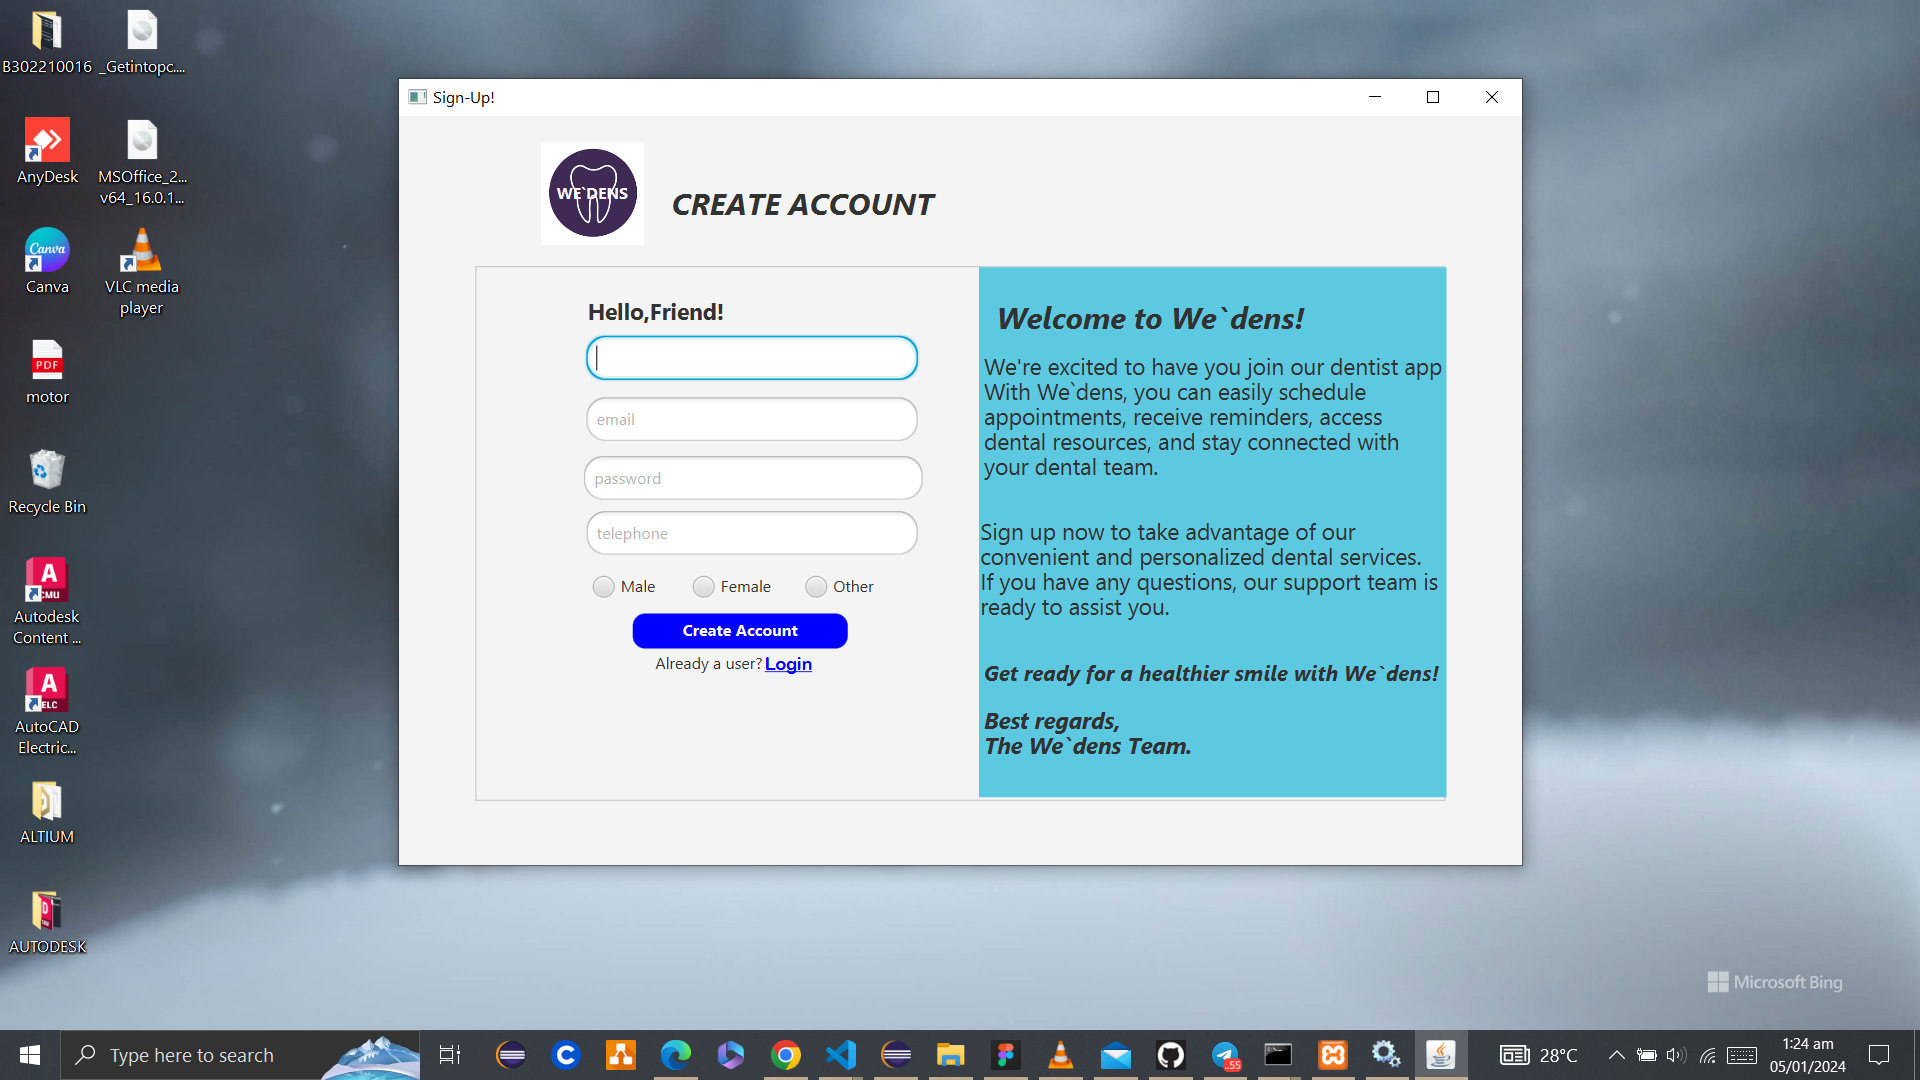 B302210016
_Getintopc....
AnyDesk
MSOffice_2...
v64_16.0.1...
Canva
Canva
VLC media
player
PDF
motor
Recycle Bin
A
CMU
Autodesk
Content ...
A
ELC
AutoCAD
Electric...
ALTIUM
AUTODESK
Sign-Up!
WE`DENS
CREATE ACCOUNT
Hello,Friend!
email
password
telephone
Male
Female
Other
Create Account
Already a user? Login
Welcome to We`dens!
We're excited to have you join our dentist app
With We`dens, you can easily schedule
appointments, receive reminders, access
dental resources, and stay connected with
your dental team.
Sign up now to take advantage of our
convenient and personalized dental services.
If you have any questions, our support team is
ready to assist you.
Get ready for a healthier smile with We`dens!
Best regards,
The We`dens Team.
Microsoft Bing
Type here to search
..55
28°C
1:24 am
05/01/2024